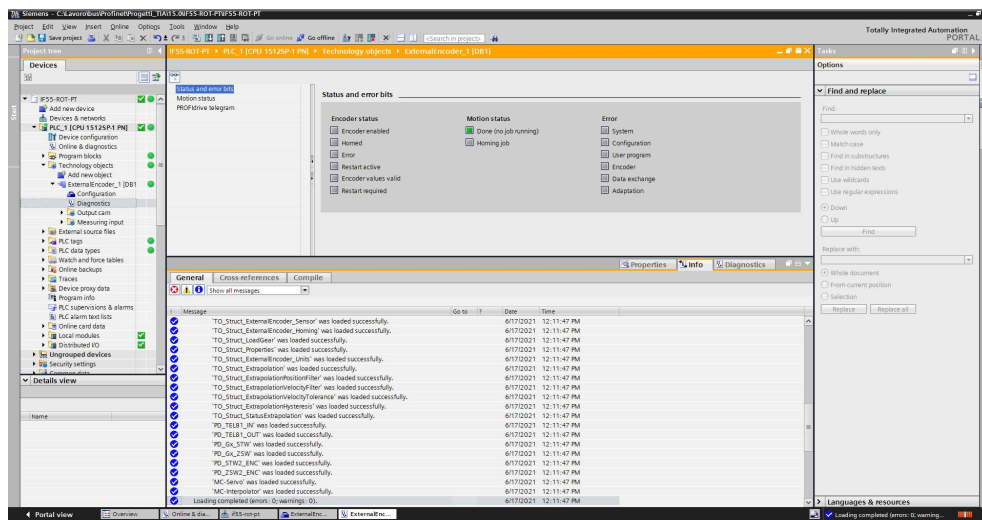 Siemens - C:\Lavoro\bus\Profinet\Progetti_TIA\15.0\IF55-ROT-PT\IF55-ROT-PT
Project Edit View Insert Online Options Tools Window Help
Totally Integrated Automation
PORTAL
Save project
Go online
Go offline
<Search in project>
Project tree
IF55-ROT-PT ▸ PLC_1 [CPU 1512SP-1 PN] ▸ Technology objects ▸ ExternalEncoder_1 [DB1]
Tasks
Devices
Options
Start
IF55-ROT-PT
Add new device
Devices & networks
PLC_1 [CPU 1512SP-1 PN]
Device configuration
Online & diagnostics
Program blocks
Technology objects
Add new object
ExternalEncoder_1 [DB1
Configuration
Diagnostics
Output cam
Measuring input
External source files
PLC tags
PLC data types
Watch and force tables
Online backups
Traces
Device proxy data
Program info
PLC supervisions & alarms
PLC alarm text lists
Online card data
Local modules
Distributed I/O
Ungrouped devices
Security settings
Common data
Details view
Name
Status and error bits
Motion status
PROFIdrive telegram
Status and error bits
Encoder status
Encoder enabled
Homed
Error
Restart active
Encoder values valid
Restart required
Motion status
Done (no job running)
Homing job
Error
System
Configuration
User program
Encoder
Data exchange
Adaptation
Properties
Info
Diagnostics
General
Cross-references
Compile
Show all messages
! Message Go to ? Date Time
'TO_Struct_ExternalEncoder_Sensor' was loaded successfully. 6/17/2021 12:11:47 PM
'TO_Struct_ExternalEncoder_Homing' was loaded successfully. 6/17/2021 12:11:47 PM
'TO_Struct_LoadGear' was loaded successfully. 6/17/2021 12:11:47 PM
'TO_Struct_Properties' was loaded successfully. 6/17/2021 12:11:47 PM
'TO_Struct_ExternalEncoder_Units' was loaded successfully. 6/17/2021 12:11:47 PM
'TO_Struct_Extrapolation' was loaded successfully. 6/17/2021 12:11:47 PM
'TO_Struct_ExtrapolationPositionFilter' was loaded successfully. 6/17/2021 12:11:47 PM
'TO_Struct_ExtrapolationVelocityFilter' was loaded successfully. 6/17/2021 12:11:47 PM
'TO_Struct_ExtrapolationVelocityTolerance' was loaded successfully. 6/17/2021 12:11:47 PM
'TO_Struct_ExtrapolationHysteresis' was loaded successfully. 6/17/2021 12:11:47 PM
'TO_Struct_StatusExtrapolation' was loaded successfully. 6/17/2021 12:11:47 PM
'PD_TEL81_IN' was loaded successfully. 6/17/2021 12:11:47 PM
'PD_TEL81_OUT' was loaded successfully. 6/17/2021 12:11:47 PM
'PD_Gx_STW' was loaded successfully. 6/17/2021 12:11:47 PM
'PD_Gx_ZSW' was loaded successfully. 6/17/2021 12:11:47 PM
'PD_STW2_ENC' was loaded successfully. 6/17/2021 12:11:47 PM
'PD_ZSW2_ENC' was loaded successfully. 6/17/2021 12:11:47 PM
'MC-Servo' was loaded successfully. 6/17/2021 12:11:47 PM
'MC-Interpolator' was loaded successfully. 6/17/2021 12:11:47 PM
Loading completed (errors: 0; warnings: 0). 6/17/2021 12:11:47 PM
Find and replace
Find:
Whole words only
Match case
Find in substructures
Find in hidden texts
Use wildcards
Use regular expressions
Down
Up
Find
Replace with:
Whole document
From current position
Selection
Replace
Replace all
Languages & resources
Portal view
Overview
Online & dia...
if55-rot-pt
ExternalEnc...
ExternalEnc...
Loading completed (errors: 0; warning...